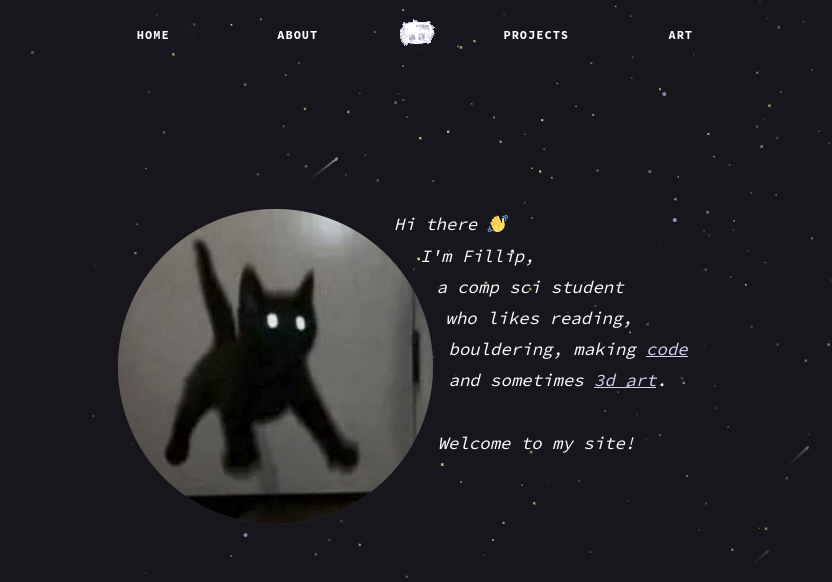 HOME ABOUT PROJECTS ART
Hi there 👋
I'm Fillip,
a comp sci student
who likes reading,
bouldering, making code
and sometimes 3d art.
Welcome to my site!